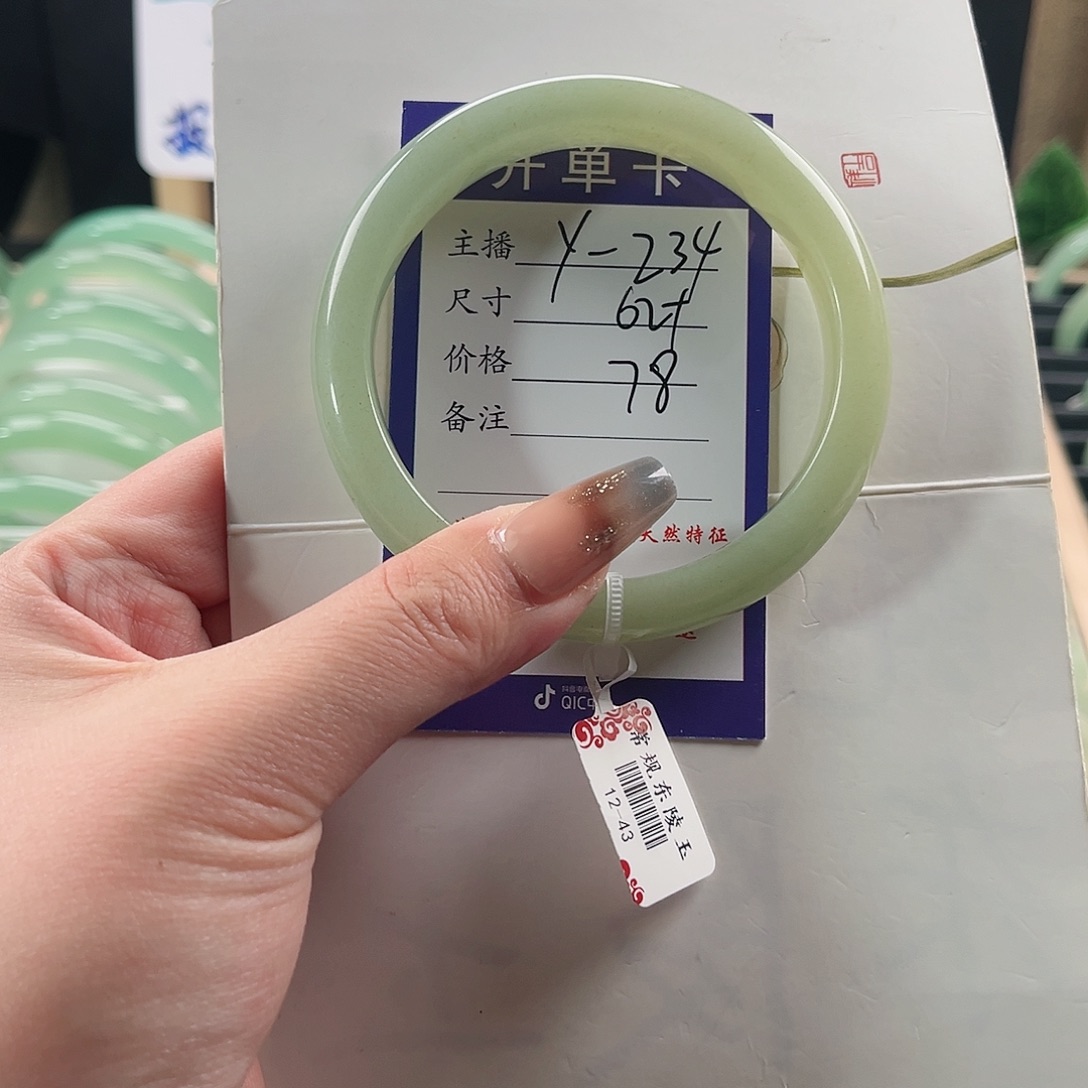 开单卡
主播 Y-234
尺寸 62+
价格 78
备注
天然特征
QIC
常规东陵玉
12-43